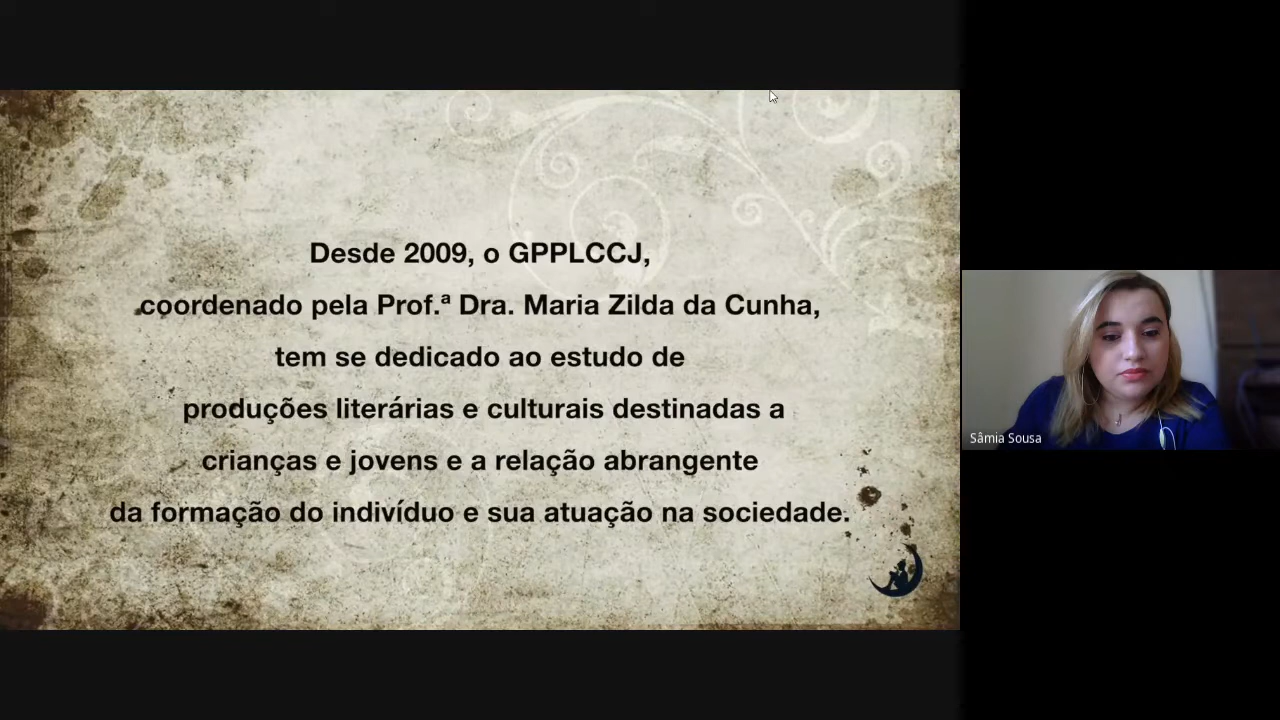 Desde 2009, o GPPLCCJ,
coordenado pela Prof.ª Dra. Maria Zilda da Cunha,
tem se dedicado ao estudo de
produções literárias e culturais destinadas a
crianças e jovens e a relação abrangente
da formação do indivíduo e sua atuação na sociedade.
Sâmia Sousa